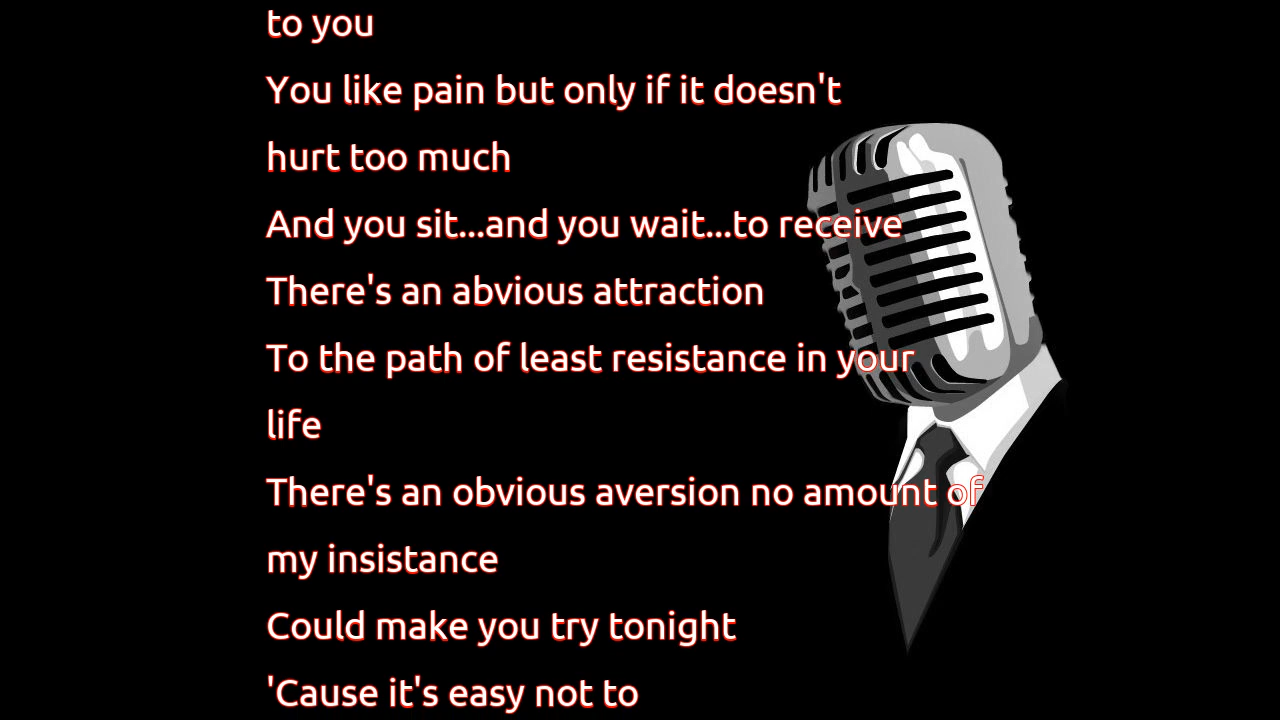 to you
You like pain but only if it doesn't
hurt too much
And you sit...and you wait...to receive
There's an abvious attraction
To the path of least resistance in your
life
There's an obvious aversion no amount of
my insistance
Could make you try tonight
'Cause it's easy not to